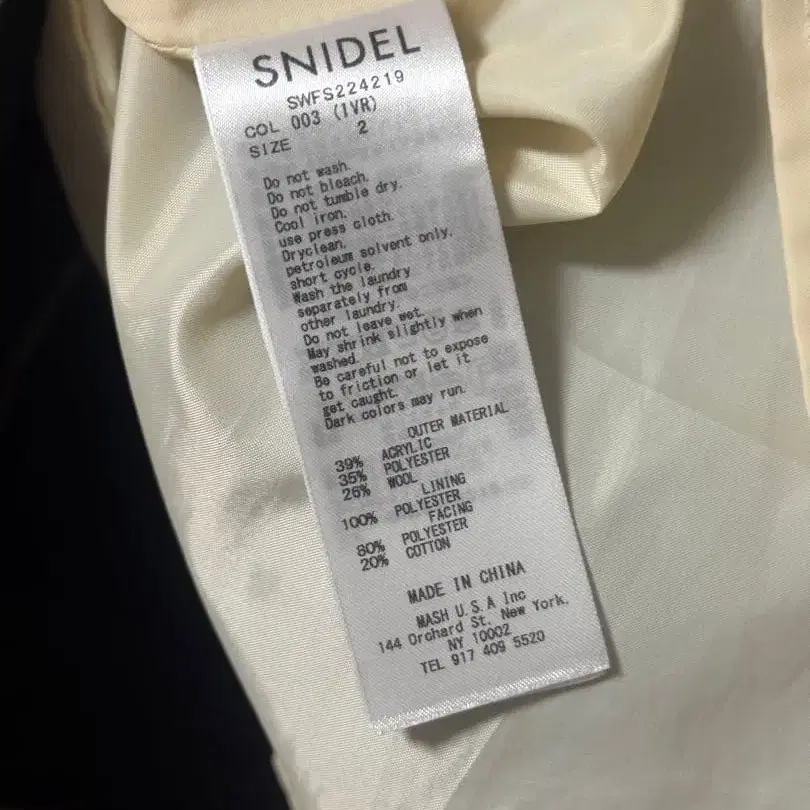 SNIDEL
SWFS224219
COL 003 (IVR)
SIZE 2
Do not wash.
Do not bleach.
Do not tumble dry.
Cool iron.
use press cloth.
Dryclean.
petroleum solvent only.
short cycle.
Wash the laundry
separately from
other laundry.
Do not leave wet.
May shrink slightly when
washed.
Be careful not to expose
to friction or let it
get caught.
Dark colors may run.
OUTER MATERIAL
39% ACRYLIC
35% POLYESTER
26% WOOL
LINING
100% POLYESTER
FACING
80% POLYESTER
20% COTTON
MADE IN CHINA
MASH U.S.A Inc
144 Orchard St. New York.
NY 10002
TEL 917 409 5520